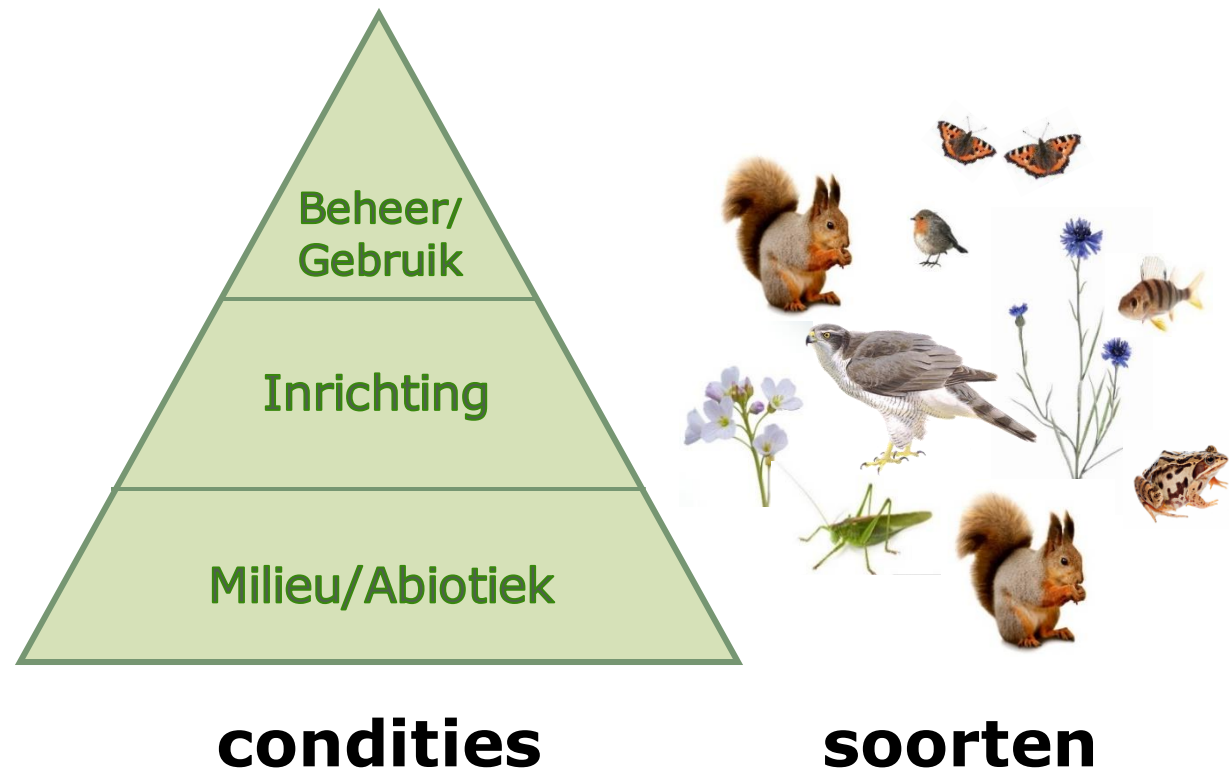 Beheer/
Gebruik
Inrichting
Milieu/Abiotiek
condities
soorten